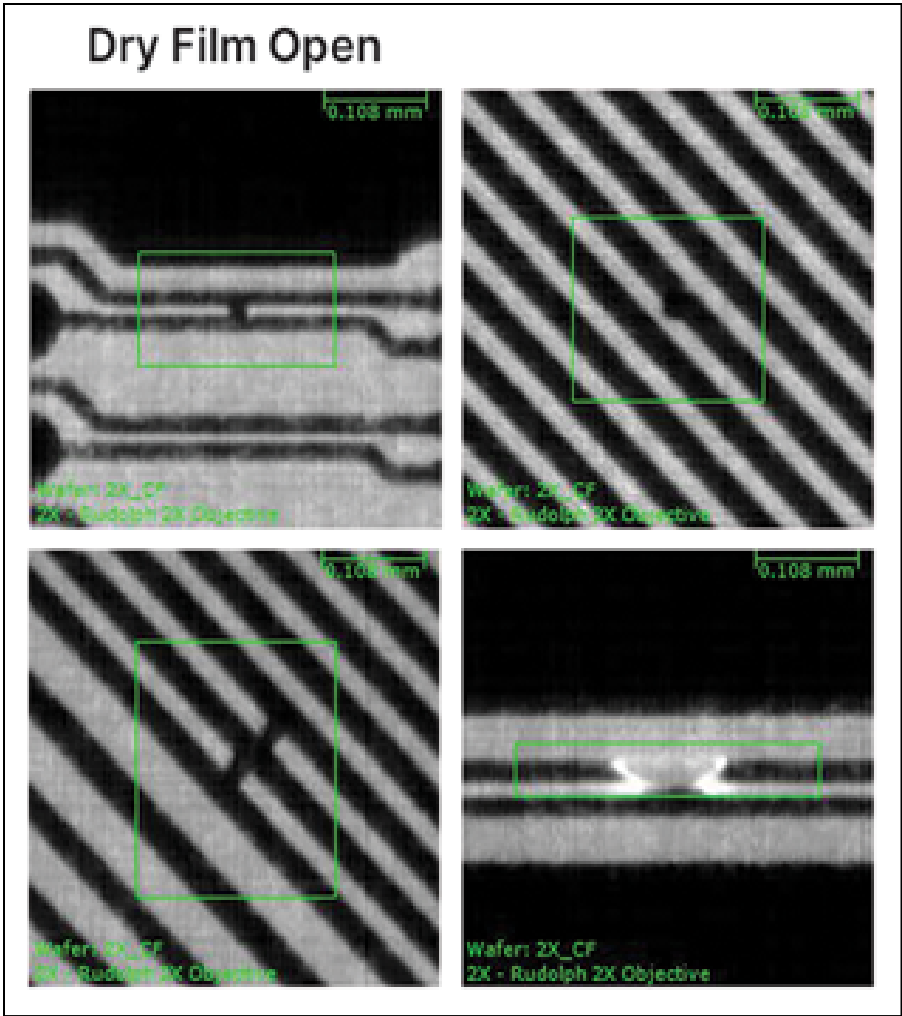 Dry Film Open
0.108 mm
0.108 mm
Wafer: 2X_CF
2X - Rudolph 2X Objective
Wafer: 2X_CF
2X - Rudolph 2X Objective
0.108 mm
0.108 mm
Wafer: 2X_CF
2X - Rudolph 2X Objective
Wafer: 2X_CF
2X - Rudolph 2X Objective